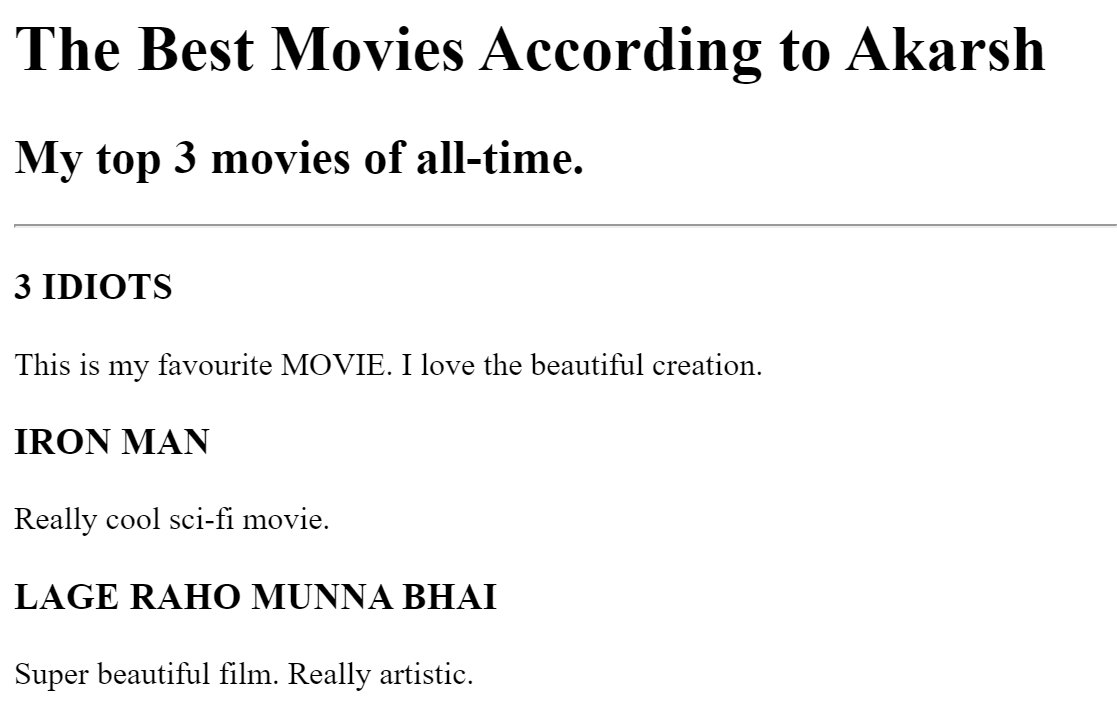 The Best Movies According to Akarsh
My top 3 movies of all-time.
3 IDIOTS
This is my favourite MOVIE. I love the beautiful creation.
IRON MAN
Really cool sci-fi movie.
LAGE RAHO MUNNA BHAI
Super beautiful film. Really artistic.